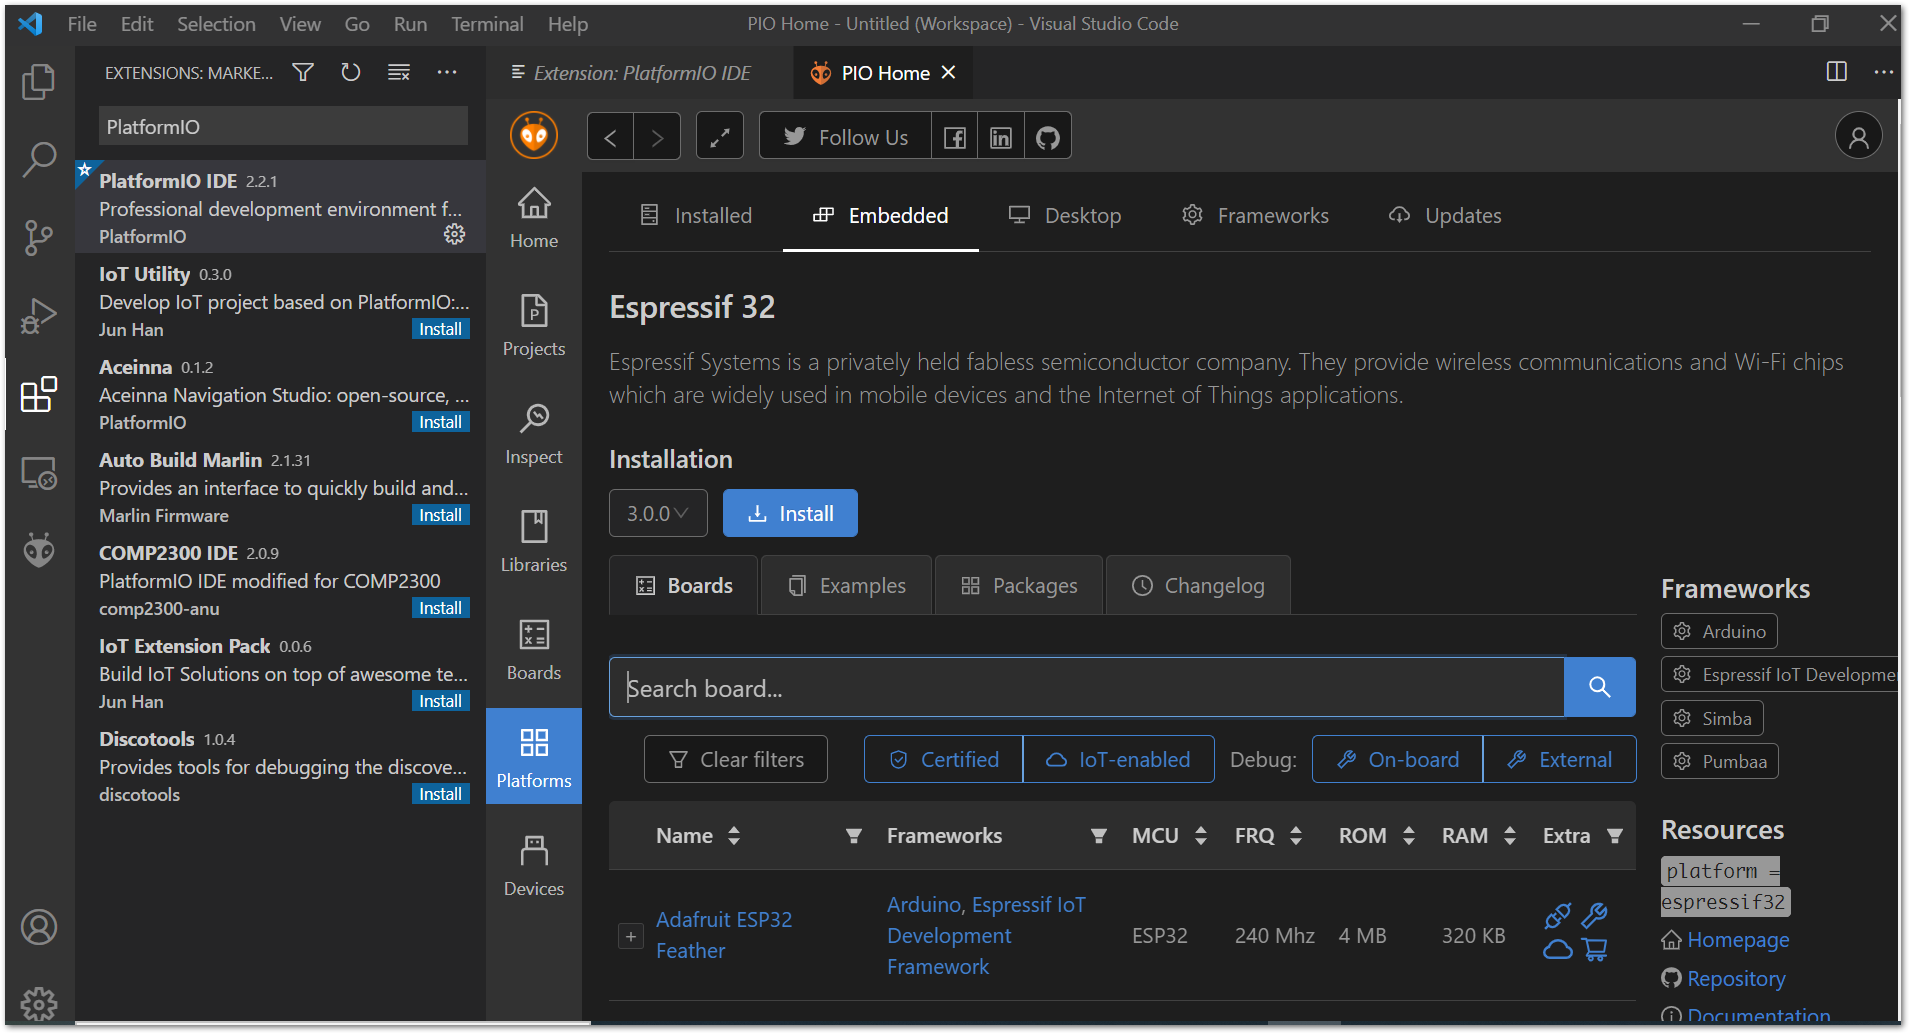 File Edit Selection View Go Run Terminal Help
PIO Home - Untitled (Workspace) - Visual Studio Code
EXTENSIONS: MARKE...
PlatformIO
PlatformIO IDE 2.2.1
Professional development environment f...
PlatformIO
IoT Utility 0.3.0
Develop IoT project based on PlatformIO:...
Jun Han Install
Aceinna 0.1.2
Aceinna Navigation Studio: open-source, ...
PlatformIO Install
Auto Build Marlin 2.1.31
Provides an interface to quickly build and...
Marlin Firmware Install
COMP2300 IDE 2.0.9
PlatformIO IDE modified for COMP2300
comp2300-anu Install
IoT Extension Pack 0.0.6
Build IoT Solutions on top of awesome te...
Jun Han Install
Discotools 1.0.4
Provides tools for debugging the discove...
discotools Install
Extension: PlatformIO IDE
PIO Home
Follow Us
Home
Projects
Inspect
Libraries
Boards
Platforms
Devices
Installed Embedded Desktop Frameworks Updates
Espressif 32
Espressif Systems is a privately held fabless semiconductor company. They provide wireless communications and Wi-Fi chips
which are widely used in mobile devices and the Internet of Things applications.
Installation
3.0.0 Install
Boards Examples Packages Changelog
Search board...
Clear filters Certified IoT-enabled Debug: On-board External
Name Frameworks MCU FRQ ROM RAM Extra
Adafruit ESP32
Feather
Arduino, Espressif IoT
Development
Framework
ESP32 240 Mhz 4 MB 320 KB
Frameworks
Arduino
Espressif IoT Developme
Simba
Pumbaa
Resources
platform =
espressif32
Homepage
Repository
Documentation